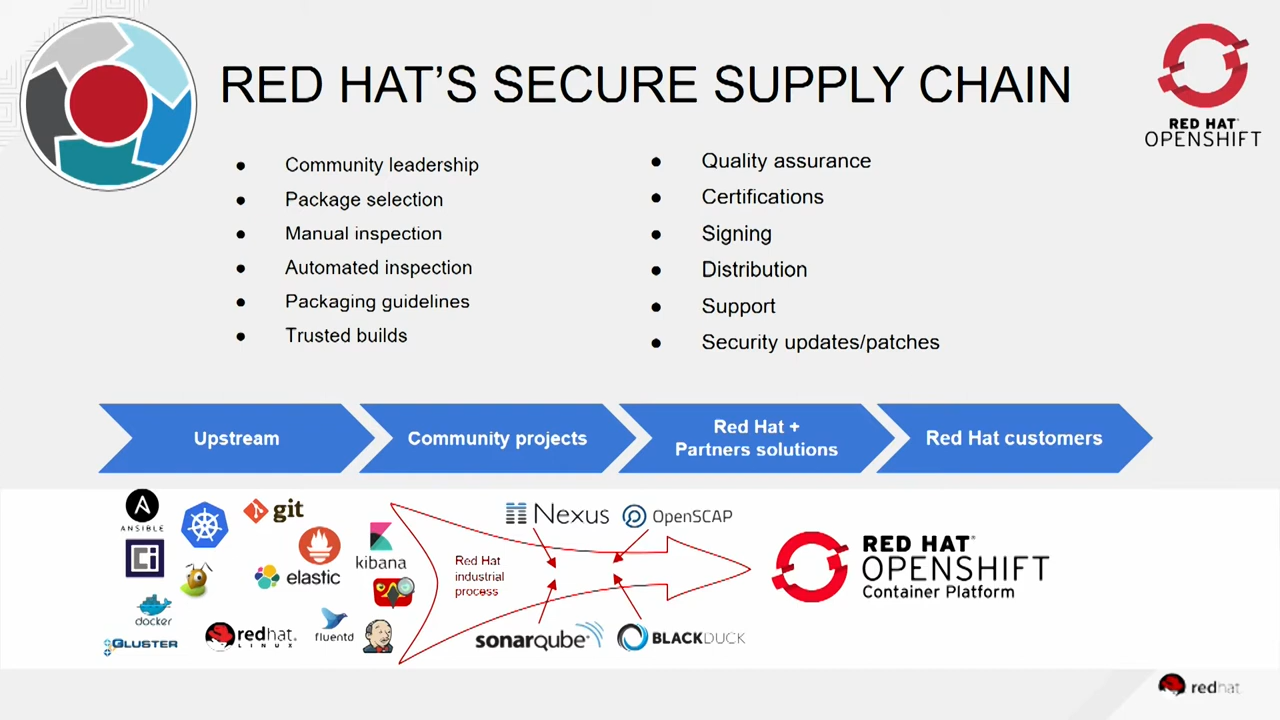 RED HAT'S SECURE SUPPLY CHAIN
RED HAT®
OPENSHIFT
● Community leadership
● Package selection
● Manual inspection
● Automated inspection
● Packaging guidelines
● Trusted builds
● Quality assurance
● Certifications
● Signing
● Distribution
● Support
● Security updates/patches
Upstream
Community projects
Red Hat +
Partners solutions
Red Hat customers
A
ANSIBLE
git
Ci
kibana
elastic
docker
GLUSTER
redhat.
LINUX
fluentd
Red Hat
industrial
process
Nexus
OpenSCAP
sonarqube
BLACKDUCK
RED HAT®
OPENSHIFT
Container Platform
redhat.